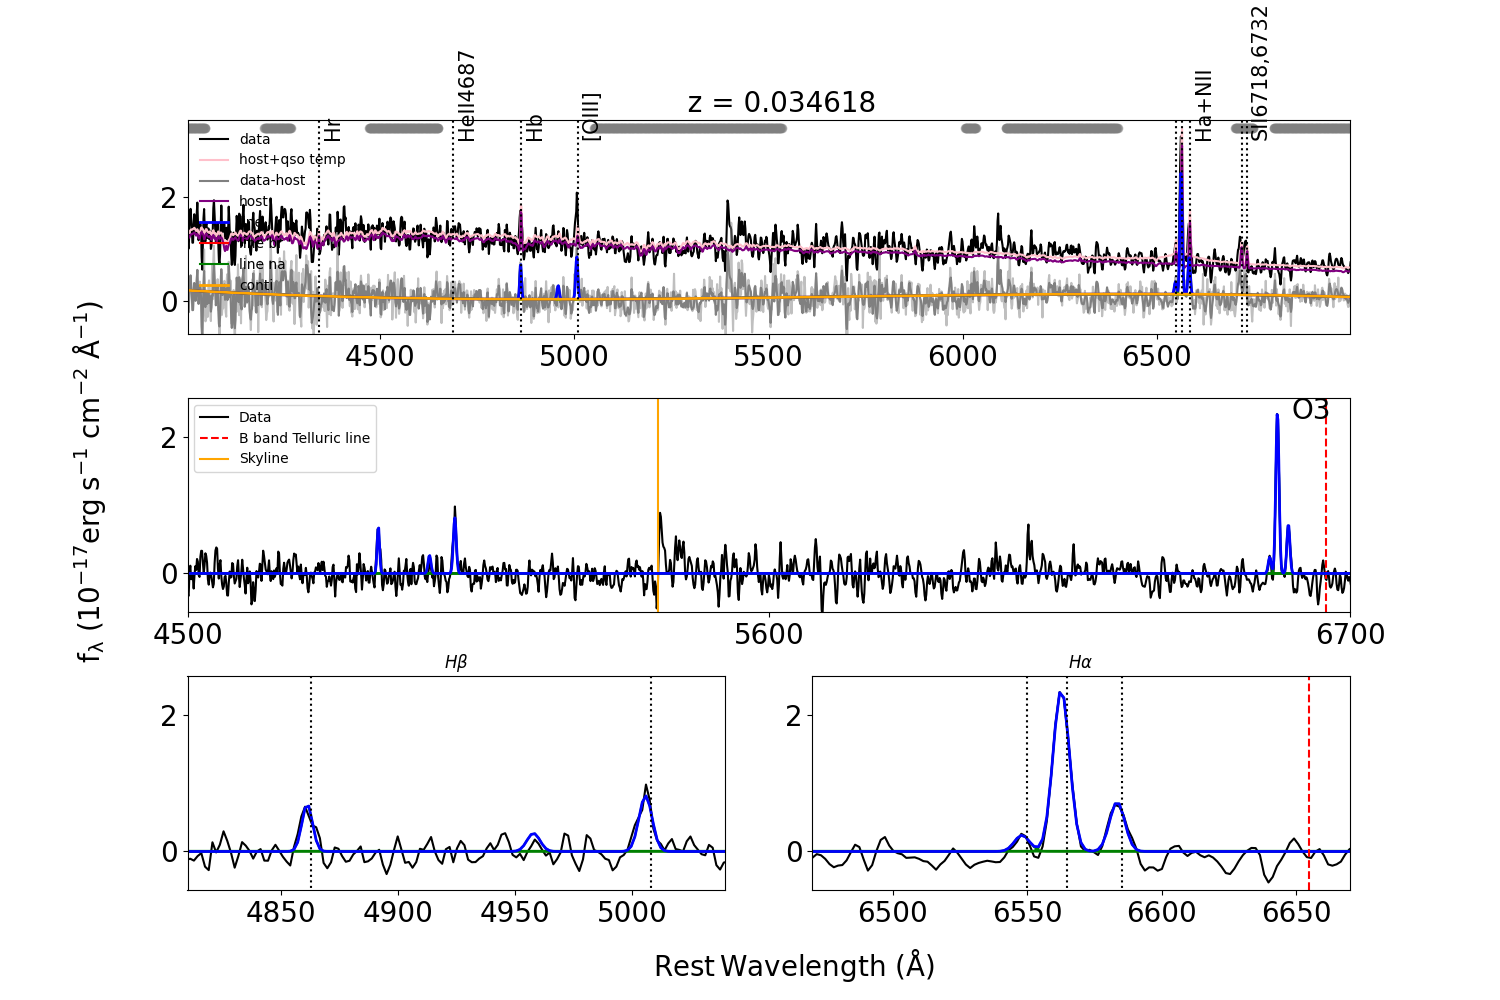 z = 0.034618
Hr
HeII4687
Hb
[OIII]
Ha+NII
SII6718,6732
data
host+qso temp
data-host
host
line na
conti
2
0
4500
5000
5500
6000
6500
fλ (10⁻¹⁷erg s⁻¹ cm⁻² Å⁻¹)
Data
B band Telluric line
Skyline
O3
2
0
4500
5600
6700
Hβ
2
0
4850
4900
4950
5000
Hα
2
0
6500
6550
6600
6650
Rest Wavelength (Å)